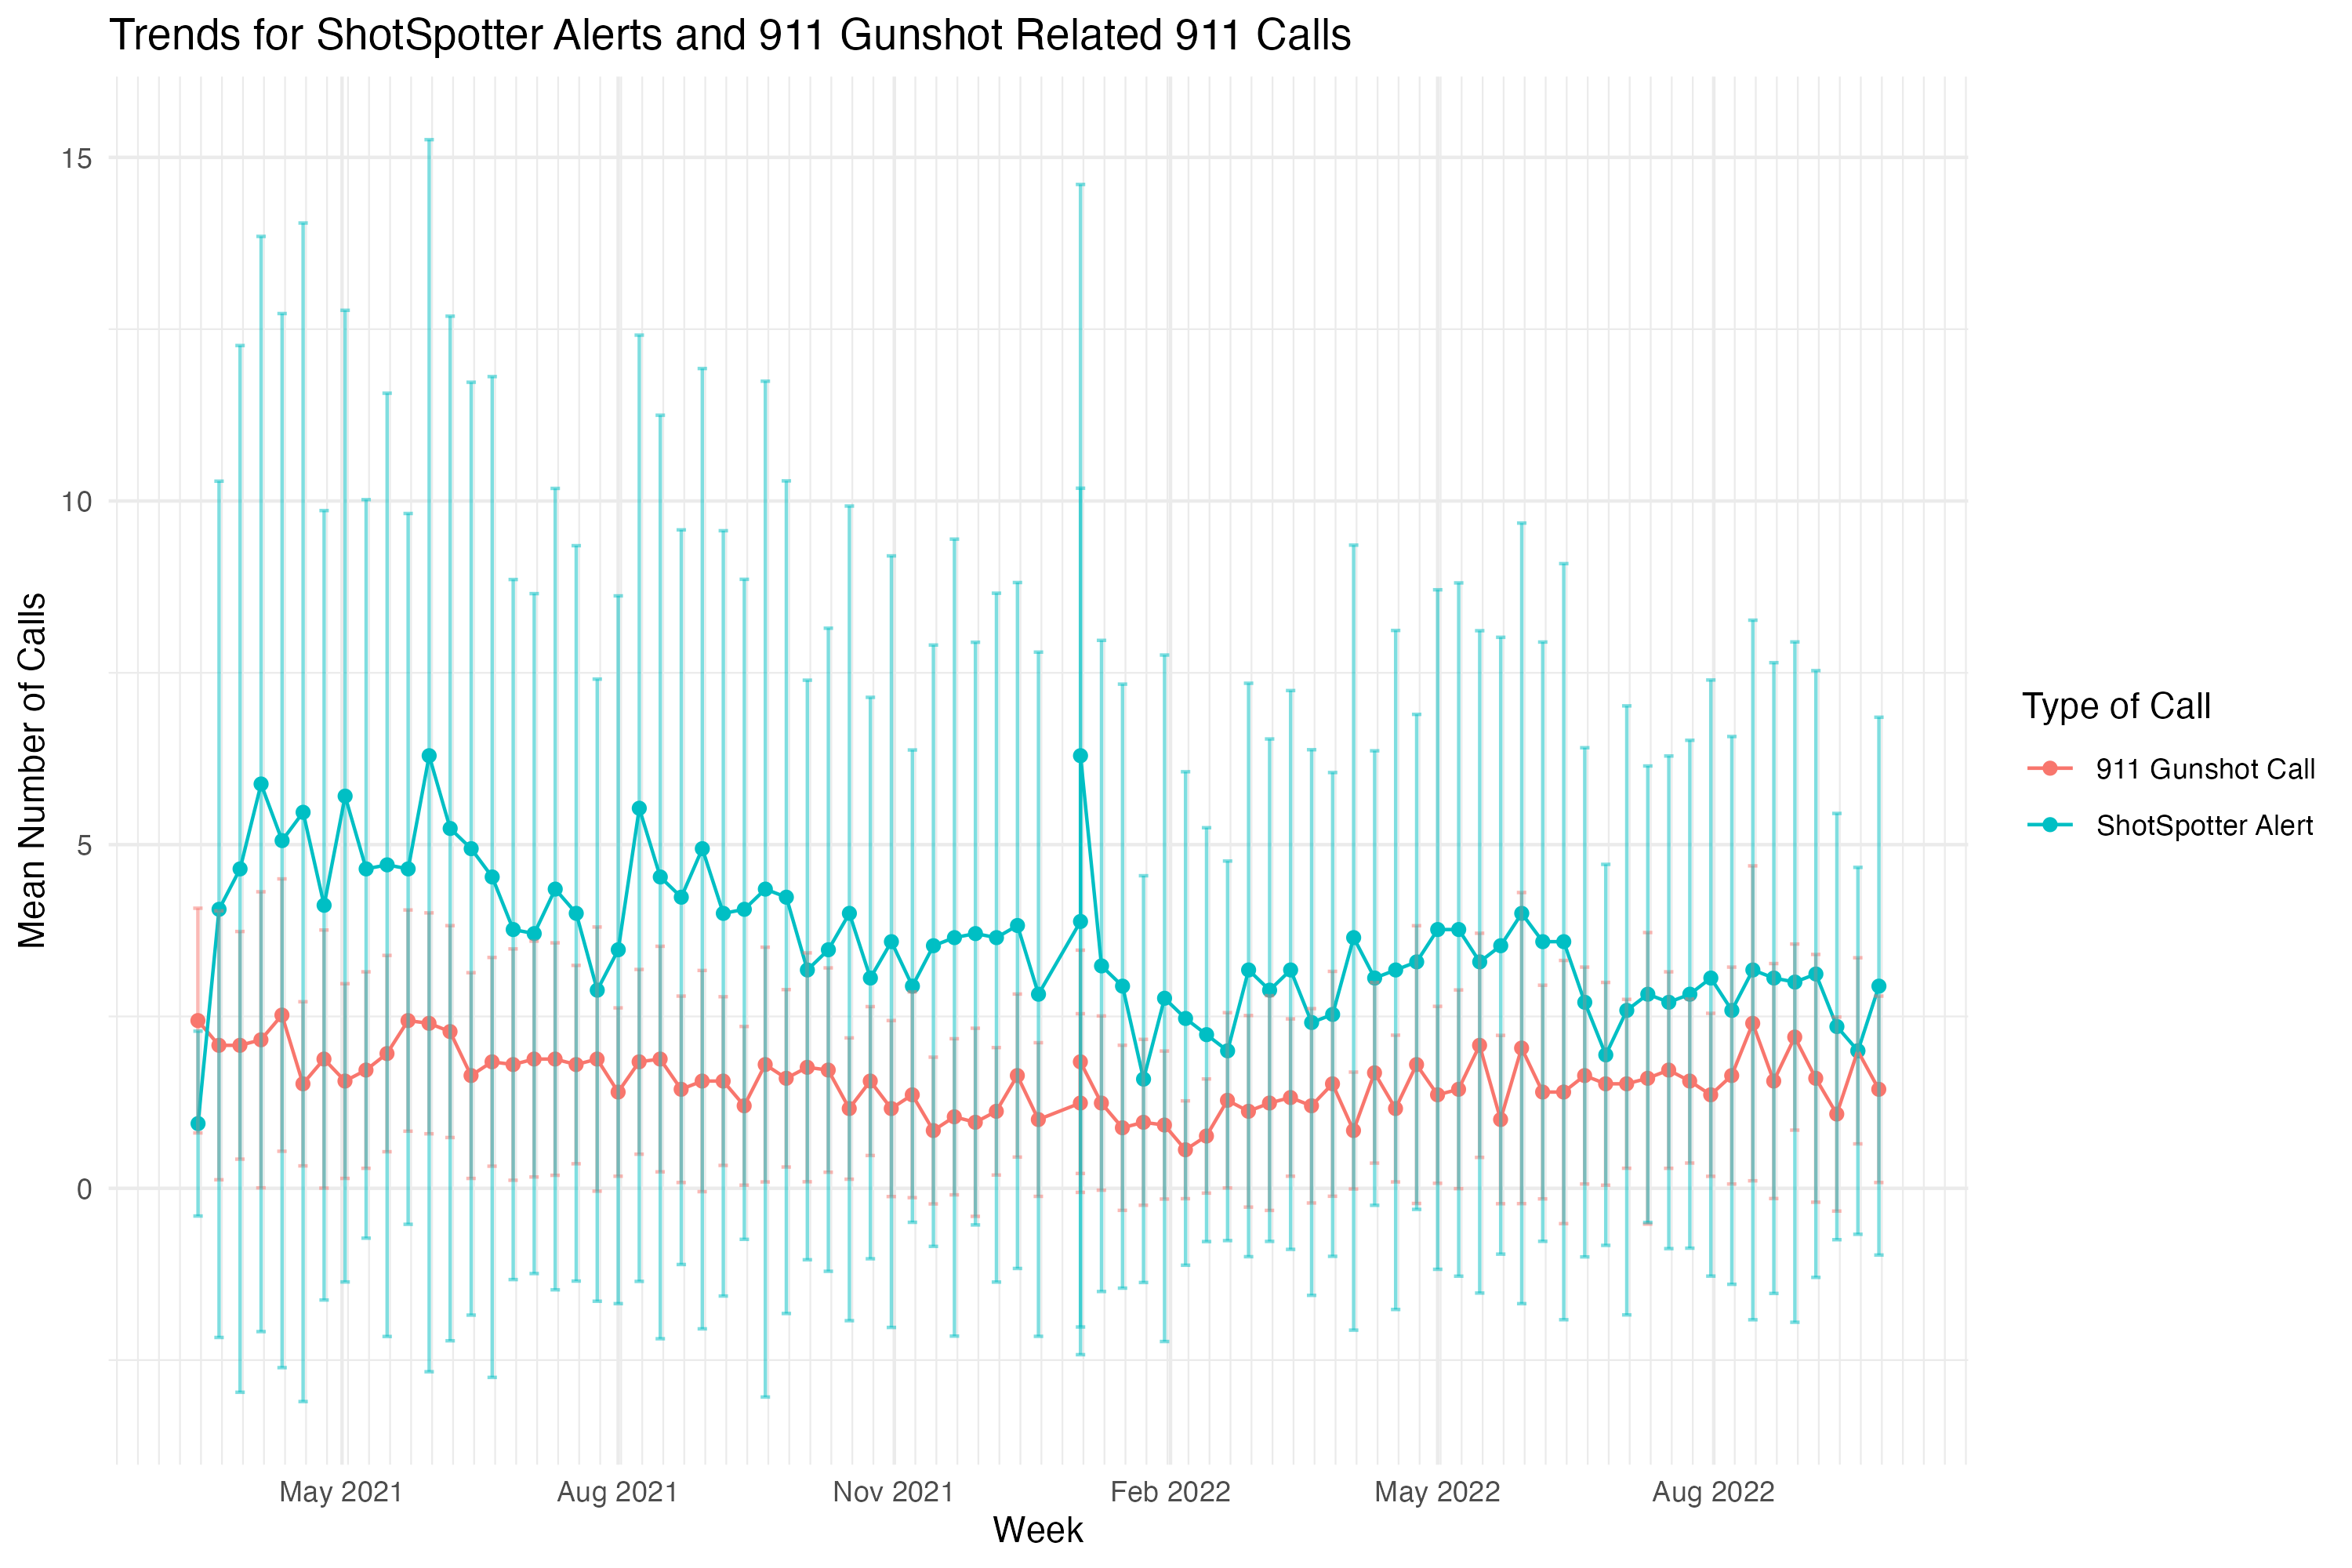 Trends for ShotSpotter Alerts and 911 Gunshot Related 911 Calls
15
10
5
0
Mean Number of Calls
May 2021
Aug 2021
Nov 2021
Feb 2022
May 2022
Aug 2022
Week
Type of Call
911 Gunshot Call
ShotSpotter Alert